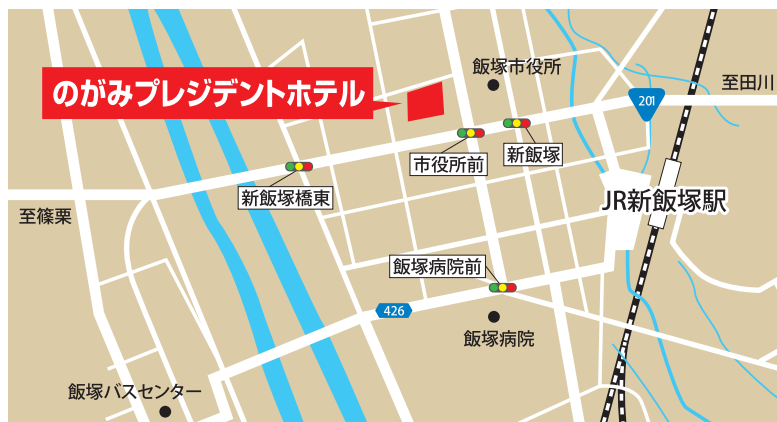 飯塚市役所
至田川
のがみプレジデントホテル
201
新飯塚
市役所前
新飯塚橋東
JR新飯塚駅
至篠栗
飯塚病院前
426
飯塚病院
飯塚バスセンター